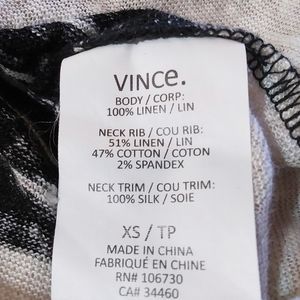 VINCE.
BODY / CORP:
100% LINEN / LIN
NECK RIB / COU RIB:
51% LINEN / LIN
47% COTTON / COTON
2% SPANDEX
NECK TRIM / COU TRIM:
100% SILK / SOIE
XS / TP
MADE IN CHINA
FABRIQUÉ EN CHINE
RN# 106730
CA# 34460